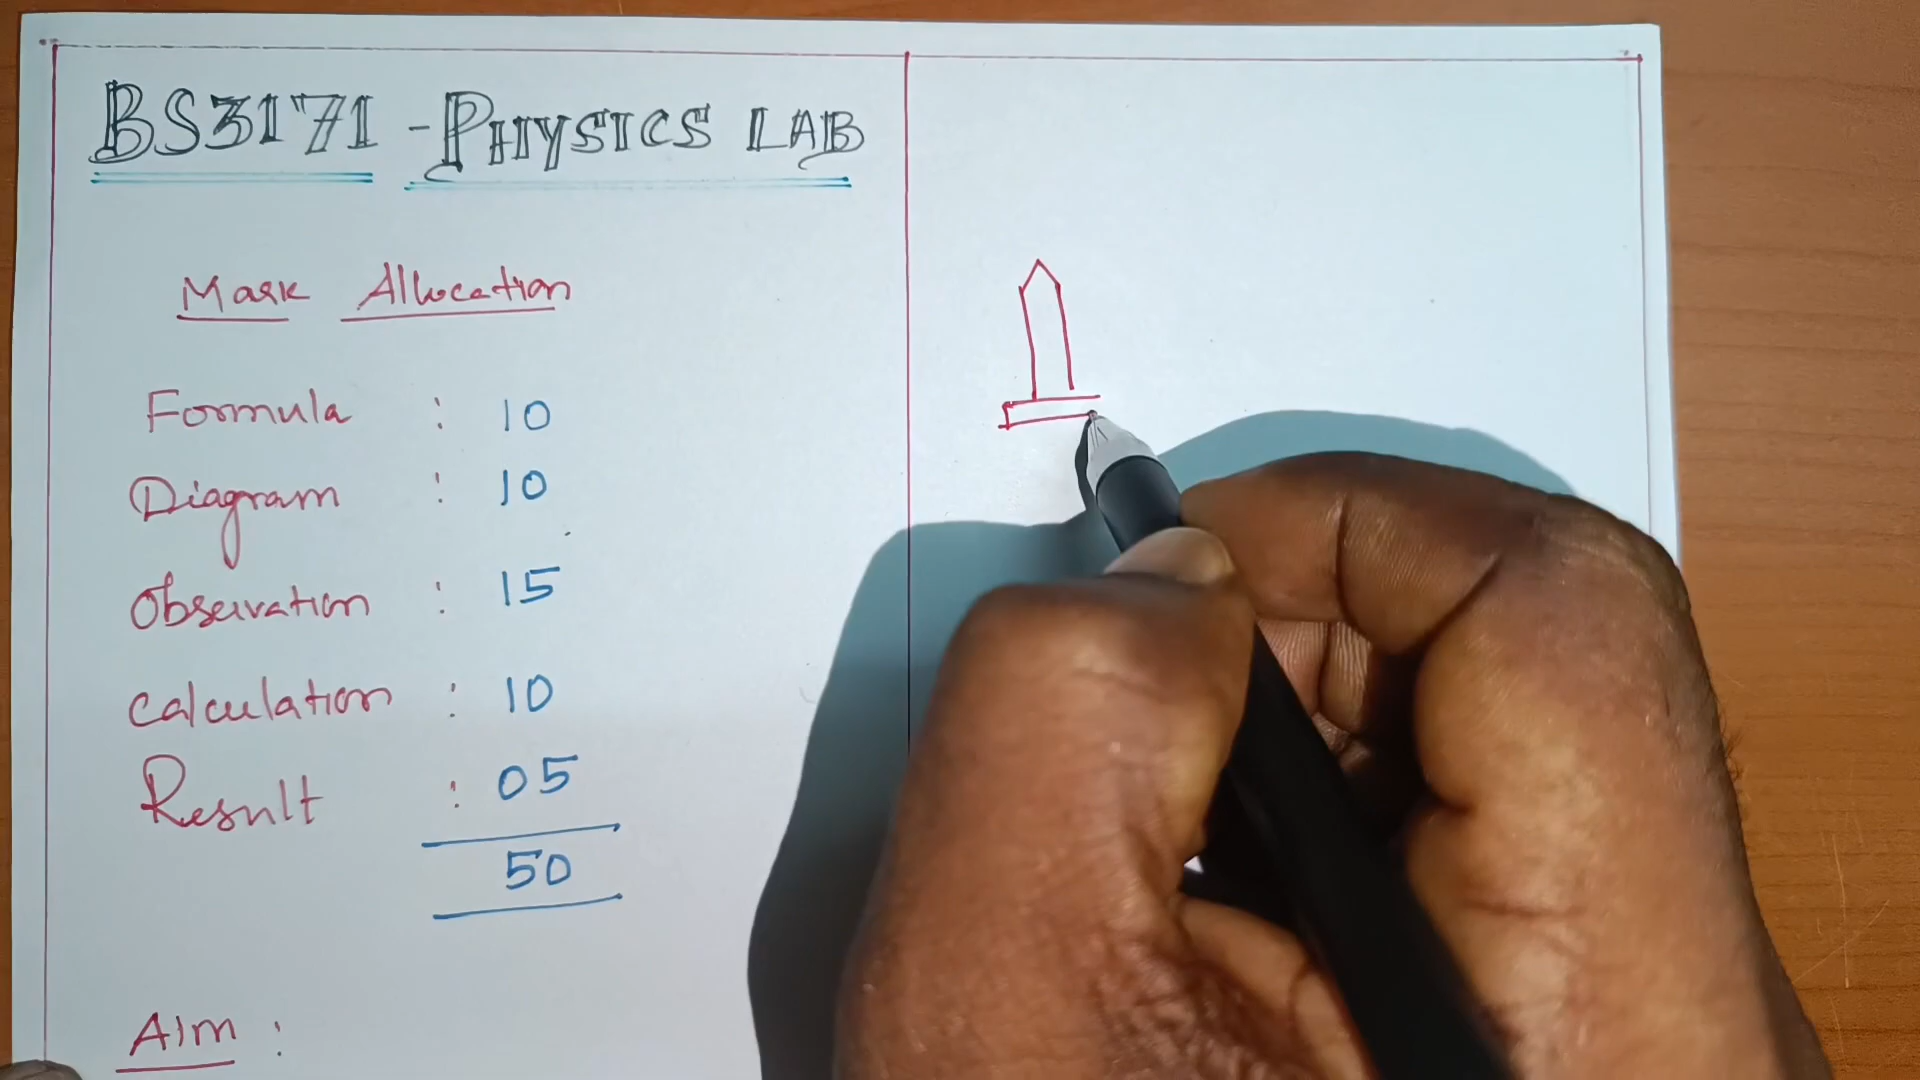 BS3171 - PHYSICS LAB
Mark Allocation
Formula : 10
Diagram : 10
Observation : 15
Calculation : 10
Result : 05
50
Aim :